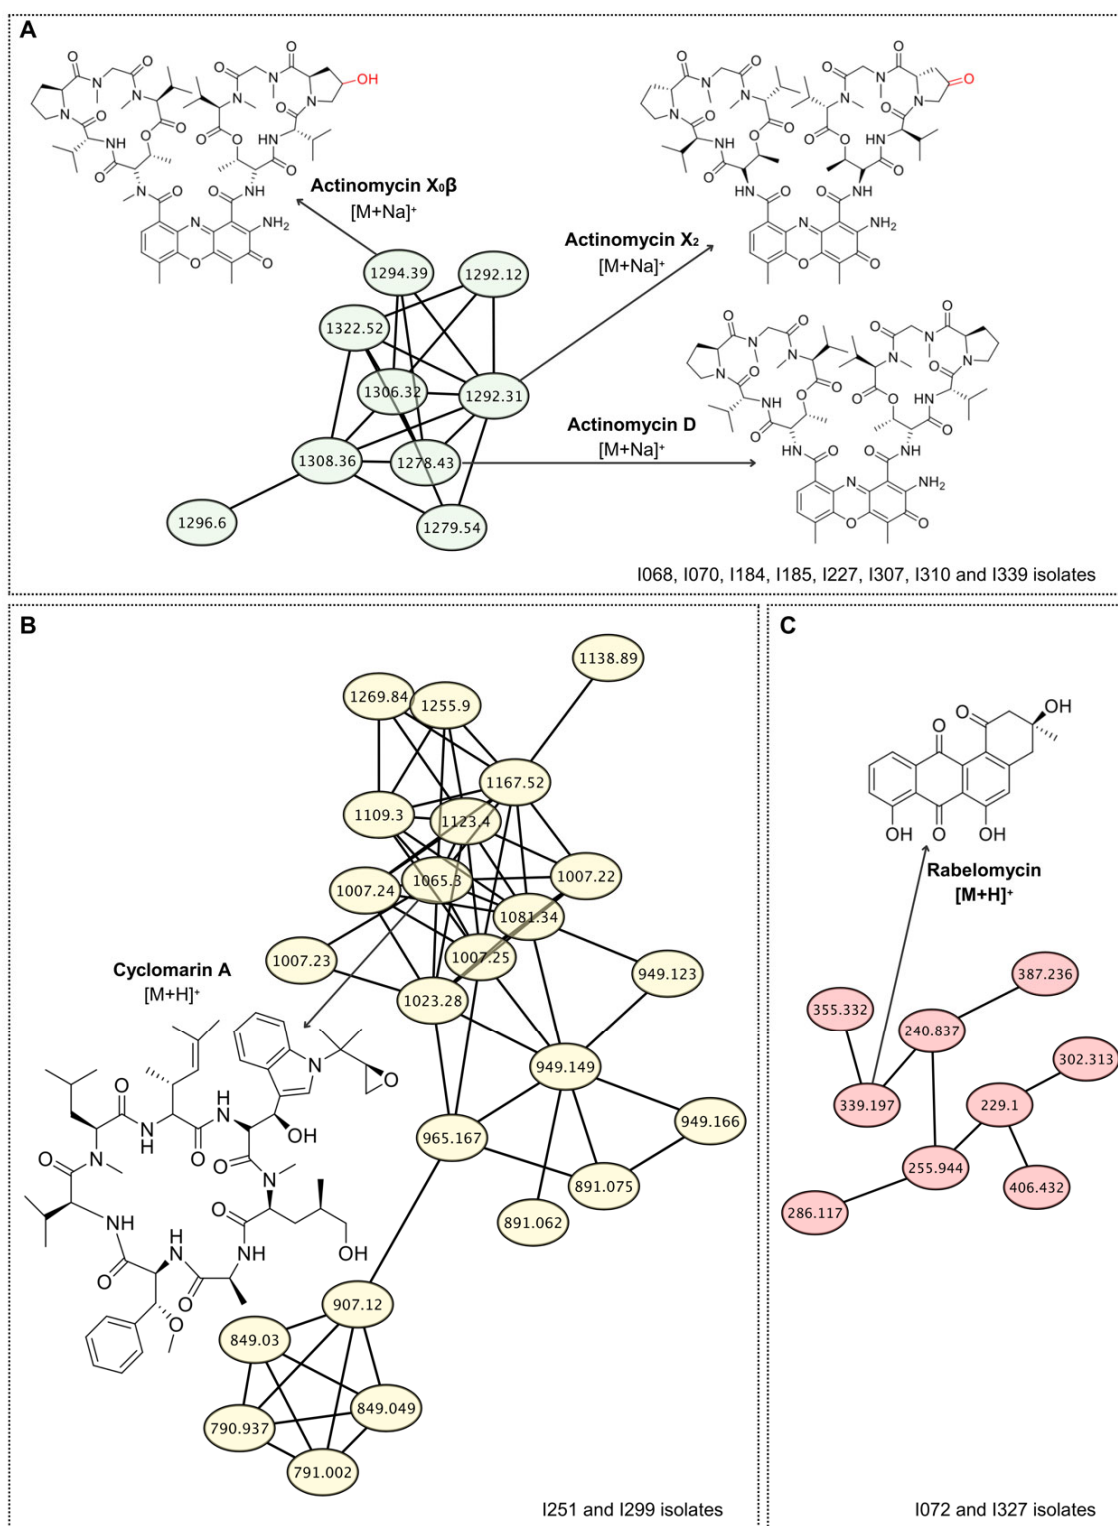 A
Actinomycin X₀β
[M+Na]⁺
Actinomycin X₂
[M+Na]⁺
Actinomycin D
[M+Na]⁺
1294.39
1292.12
1322.52
1306.32
1292.31
1308.36
1278.43
1296.6
1279.54
I068, I070, I184, I185, I227, I307, I310 and I339 isolates
B
1138.89
1269.84
1255.9
1167.52
1109.3
1123.4
1065.3
1007.24
1007.22
1081.34
1007.23
1007.25
949.123
1023.28
949.149
965.167
949.166
891.075
891.062
907.12
849.03
849.049
790.937
791.002
Cyclomarin A
[M+H]⁺
I251 and I299 isolates
C
Rabelomycin
[M+H]⁺
387.236
355.332
240.837
302.313
339.197
229.1
255.944
406.432
286.117
I072 and I327 isolates